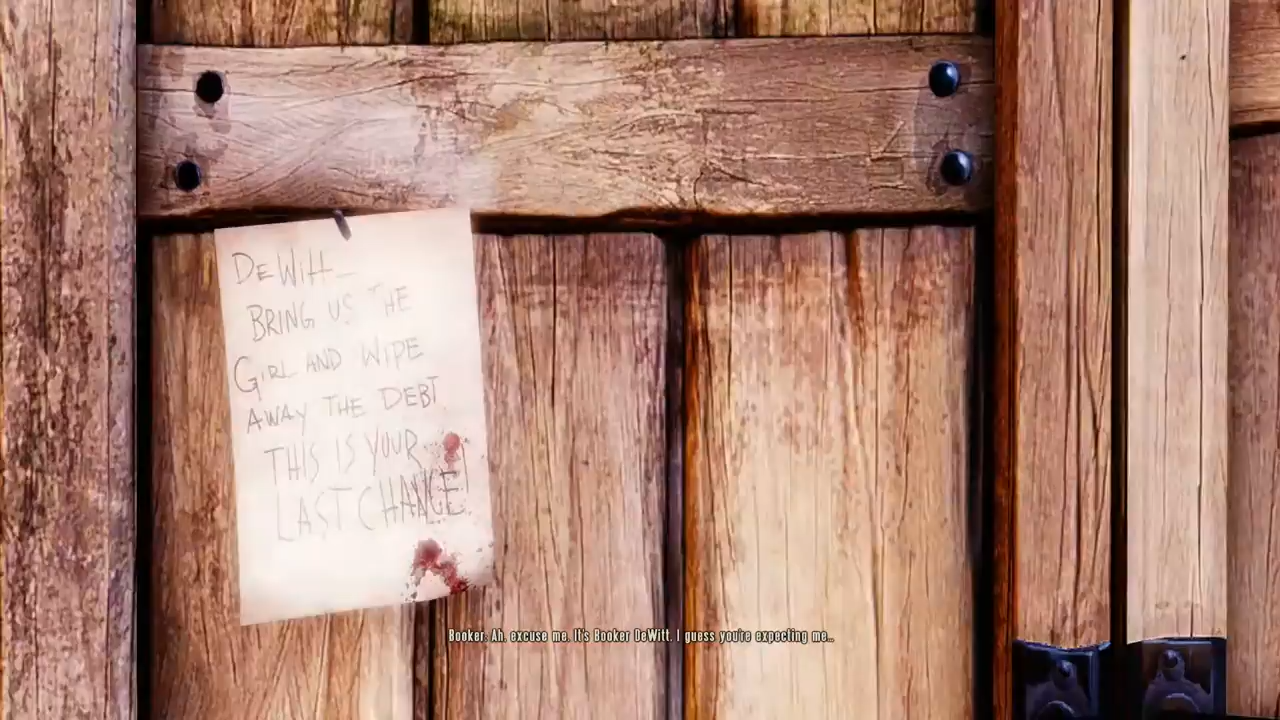 DEWitt_
BRING US THE
GiRL AND WIPE
AWAY THE DEBT
THIS IS YOUR
LAST CHANCE!
Booker: Ah, excuse me. It's Booker DeWitt. I guess you're expecting me..